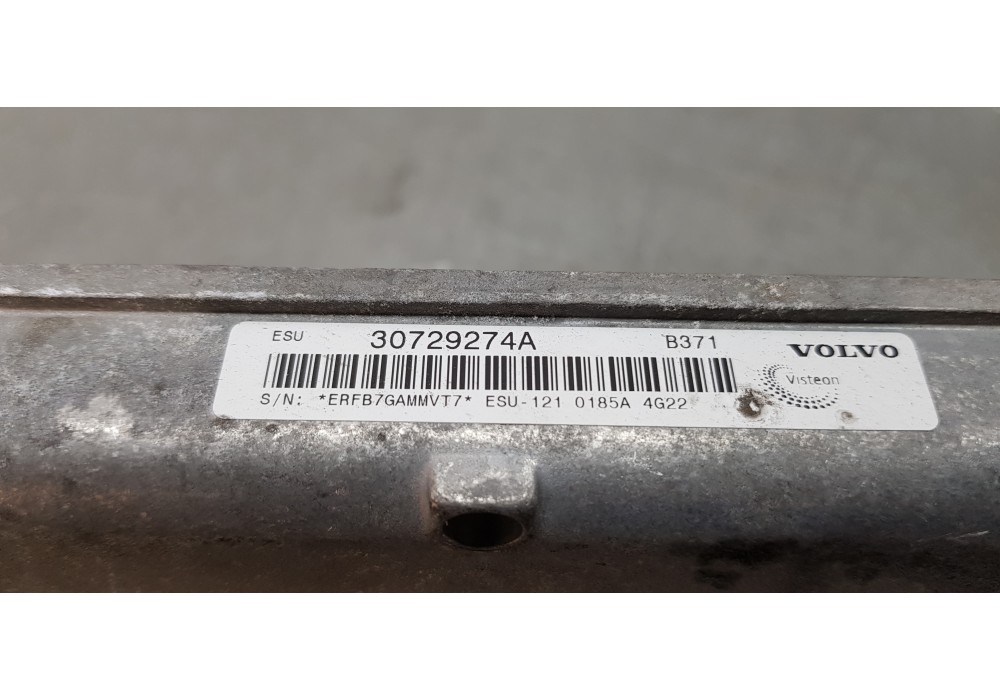 ESU 30729274A B371 VOLVO
Visteon
S/N: *ERFB7GAMMVT7* ESU-121 0185A 4G22